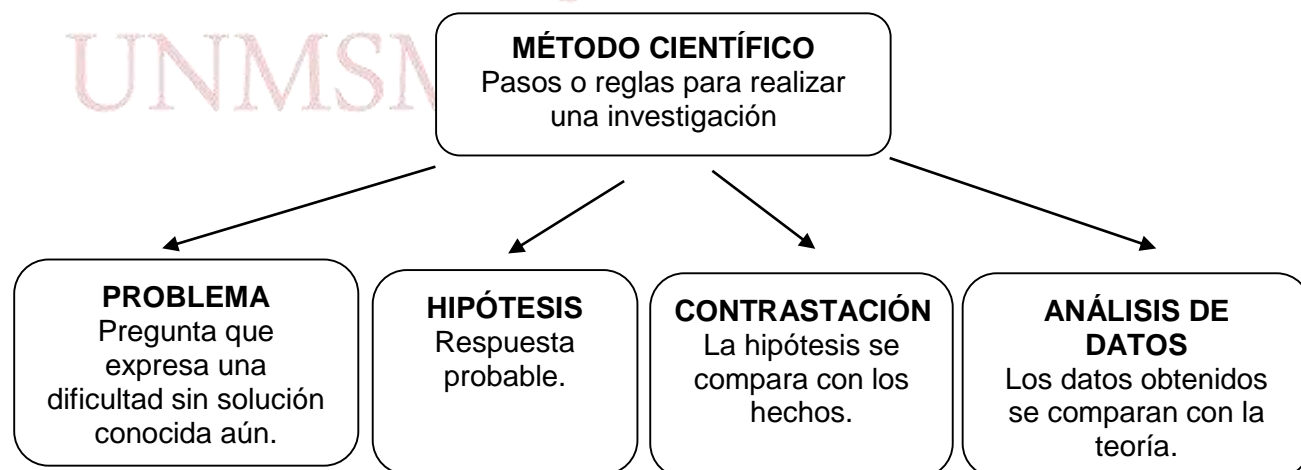 UNMSM
MÉTODO CIENTÍFICO
Pasos o reglas para realizar
una investigación
PROBLEMA
Pregunta que
expresa una
dificultad sin solución
conocida aún.
HIPÓTESIS
Respuesta
probable.
CONTRASTACIÓN
La hipótesis se
compara con los
hechos.
ANÁLISIS DE
DATOS
Los datos obtenidos
se comparan con la
teoría.